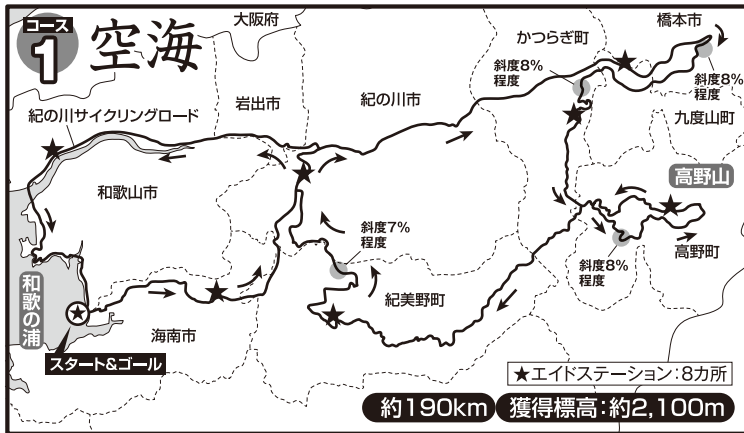 コース
1
空海
大阪府
橋本市
かつらぎ町
斜度8%
程度
斜度8%
程度
岩出市
紀の川市
紀の川サイクリングロード
九度山町
和歌山市
高野山
斜度7%
程度
斜度8%
程度
高野町
和歌の浦
紀美野町
海南市
スタート&ゴール
★エイドステーション:8カ所
約190km
獲得標高:約2,100m